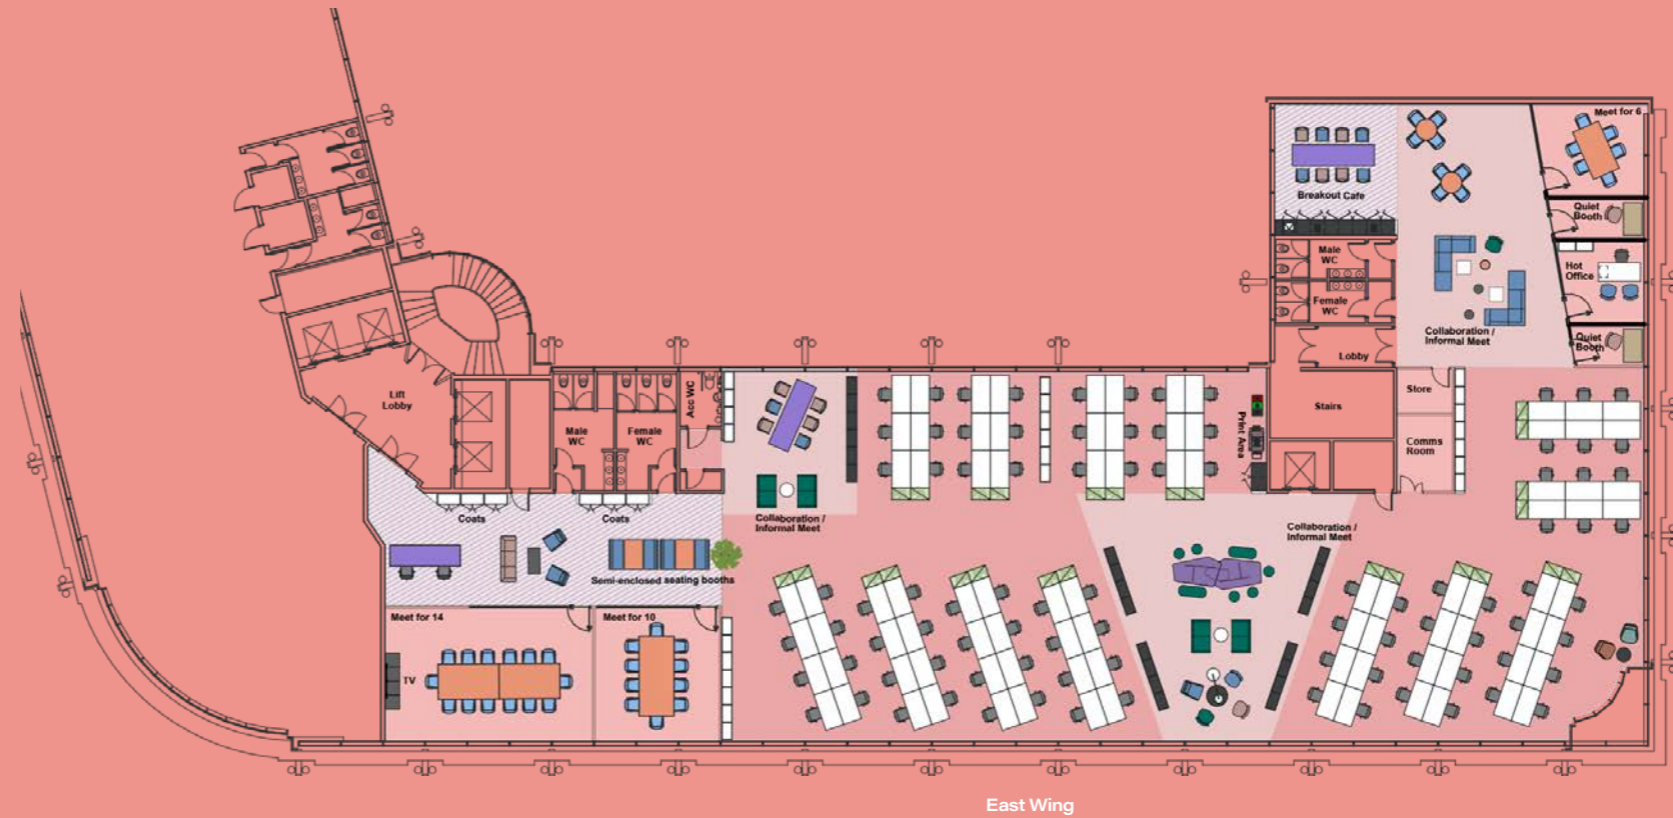 Meet for 6
Breakout Cafe
Quiet
Booth
Male
WC
Hot
Office
Female
WC
Collaboration /
Informal Meet
Quiet
Booth
Lobby
Lift
Lobby
Acc WC
Store
Stairs
Male
WC
Female
WC
Print Area
Comms
Room
Coats
Coats
Collaboration /
Informal Meet
Collaboration /
Informal Meet
Semi-enclosed seating booths
Meet for 14
Meet for 10
TV
East Wing